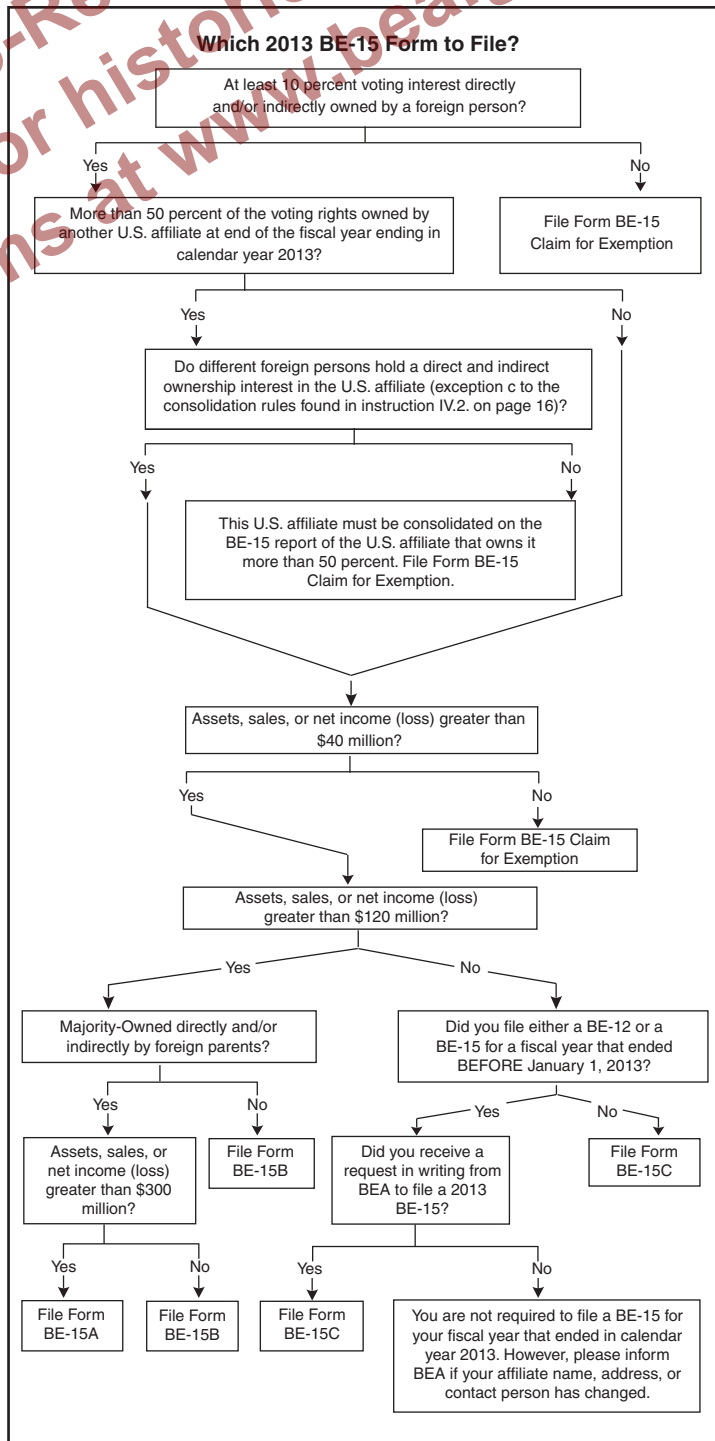 Which 2013 BE-15 Form to File?
At least 10 percent voting interest directly
and/or indirectly owned by a foreign person?
Yes
No
More than 50 percent of the voting rights owned by
another U.S. affiliate at end of the fiscal year ending in
calendar year 2013?
File Form BE-15
Claim for Exemption
Yes
No
Do different foreign persons hold a direct and indirect
ownership interest in the U.S. affiliate (exception c to the
consolidation rules found in instruction IV.2. on page 16)?
Yes
No
This U.S. affiliate must be consolidated on the
BE-15 report of the U.S. affiliate that owns it
more than 50 percent. File Form BE-15
Claim for Exemption.
Assets, sales, or net income (loss) greater than
$40 million?
Yes
No
File Form BE-15 Claim
for Exemption
Assets, sales, or net income (loss)
greater than $120 million?
Yes
No
Majority-Owned directly and/or
indirectly by foreign parents?
Did you file either a BE-12 or a
BE-15 for a fiscal year that ended
BEFORE January 1, 2013?
Yes
No
Yes
No
Assets, sales, or
net income (loss)
greater than $300
million?
File Form
BE-15B
Did you receive a
request in writing from
BEA to file a 2013
BE-15?
File Form
BE-15C
Yes
No
Yes
No
File Form
BE-15A
File Form
BE-15B
File Form
BE-15C
You are not required to file a BE-15 for
your fiscal year that ended in calendar
year 2013. However, please inform
BEA if your affiliate name, address, or
contact person has changed.
or histor
at www.bea.g